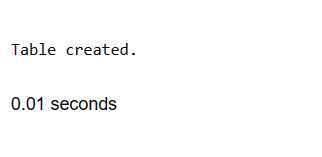 Table created.
0.01 seconds